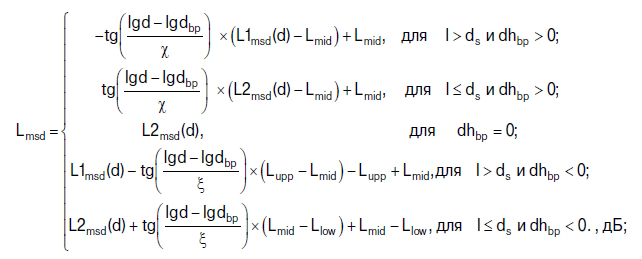 −tg((lgd − lgd_bp)/χ) ×(L1_msd(d) − L_mid) + L_mid, для l > d_s и dh_bp > 0;
tg((lgd − lgd_bp)/χ) ×(L2_msd(d) − L_mid) + L_mid, для l ≤ d_s и dh_bp > 0;
L_msd = { L2_msd(d), для dh_bp = 0;
L1_msd(d) − tg((lgd − lgd_bp)/ξ) ×(L_upp − L_mid) − L_upp + L_mid, для l > d_s и dh_bp < 0;
L2_msd(d) + tg((lgd − lgd_bp)/ξ) ×(L_mid − L_low) + L_mid − L_low, для l ≤ d_s и dh_bp < 0. , дБ;